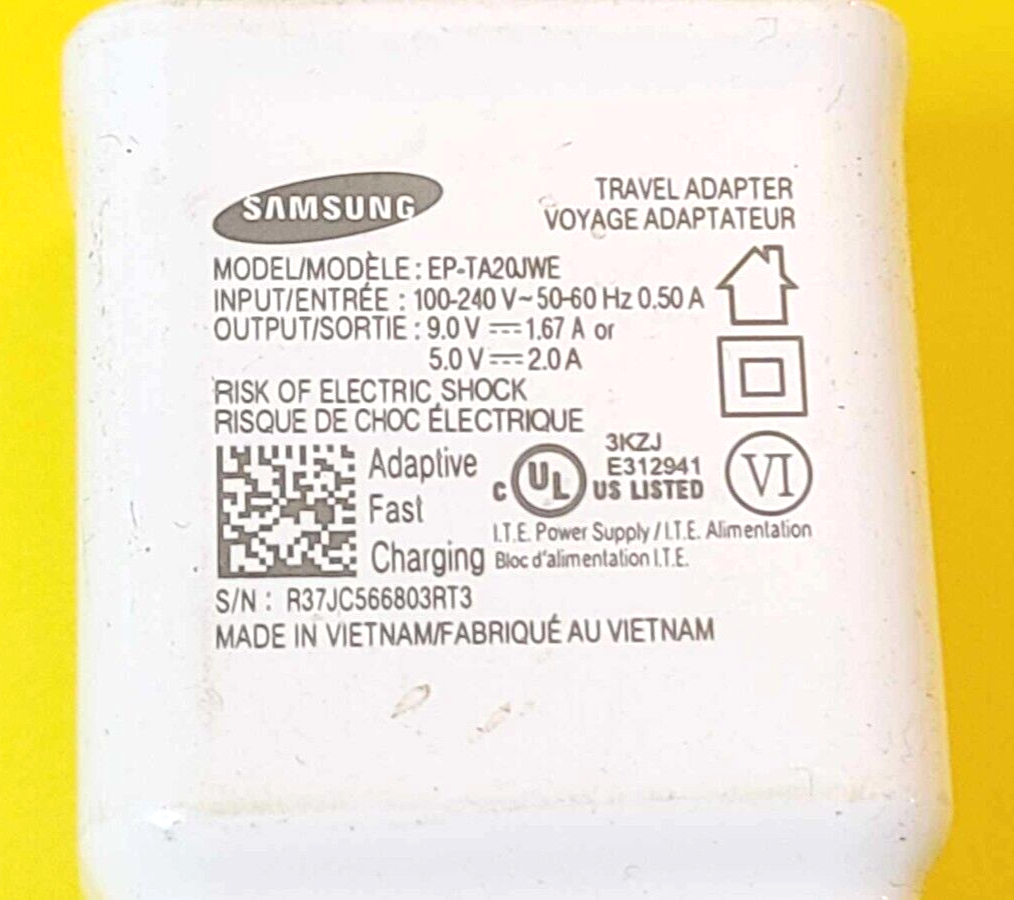 SAMSUNG
TRAVEL ADAPTER
VOYAGE ADAPTATEUR
MODEL/MODÈLE : EP-TA20JWE
INPUT/ENTRÉE : 100-240 V~50-60 Hz 0.50 A
OUTPUT/SORTIE : 9.0 V ⎓ 1.67 A or
5.0 V ⎓ 2.0 A
RISK OF ELECTRIC SHOCK
RISQUE DE CHOC ÉLECTRIQUE
Adaptive
Fast
Charging
C UL US LISTED
3KZJ
E312941
VI
I.T.E. Power Supply / I.T.E. Alimentation
Bloc d'alimentation I.T.E.
S/N : R37JC566803RT3
MADE IN VIETNAM/FABRIQUÉ AU VIETNAM